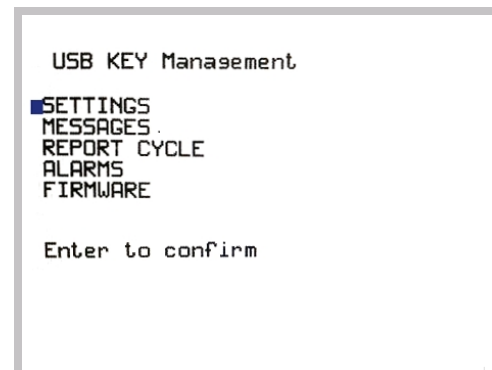 USB KEY Management
SETTINGS
MESSAGES
REPORT CYCLE
ALARMS
FIRMWARE
Enter to confirm